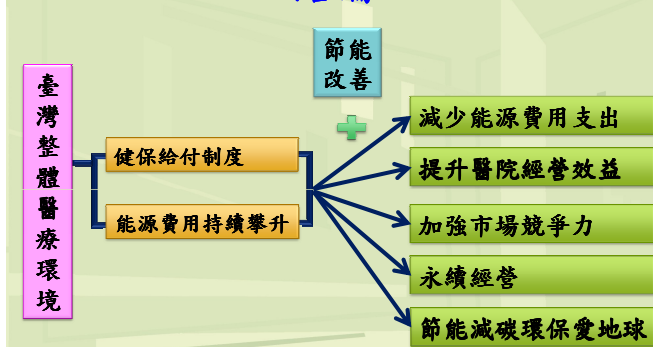 節能
改善
臺灣整體醫療環境
健保給付制度
能源費用持續攀升
減少能源費用支出
提升醫院經營效益
加強市場競爭力
永續經營
節能減碳環保愛地球